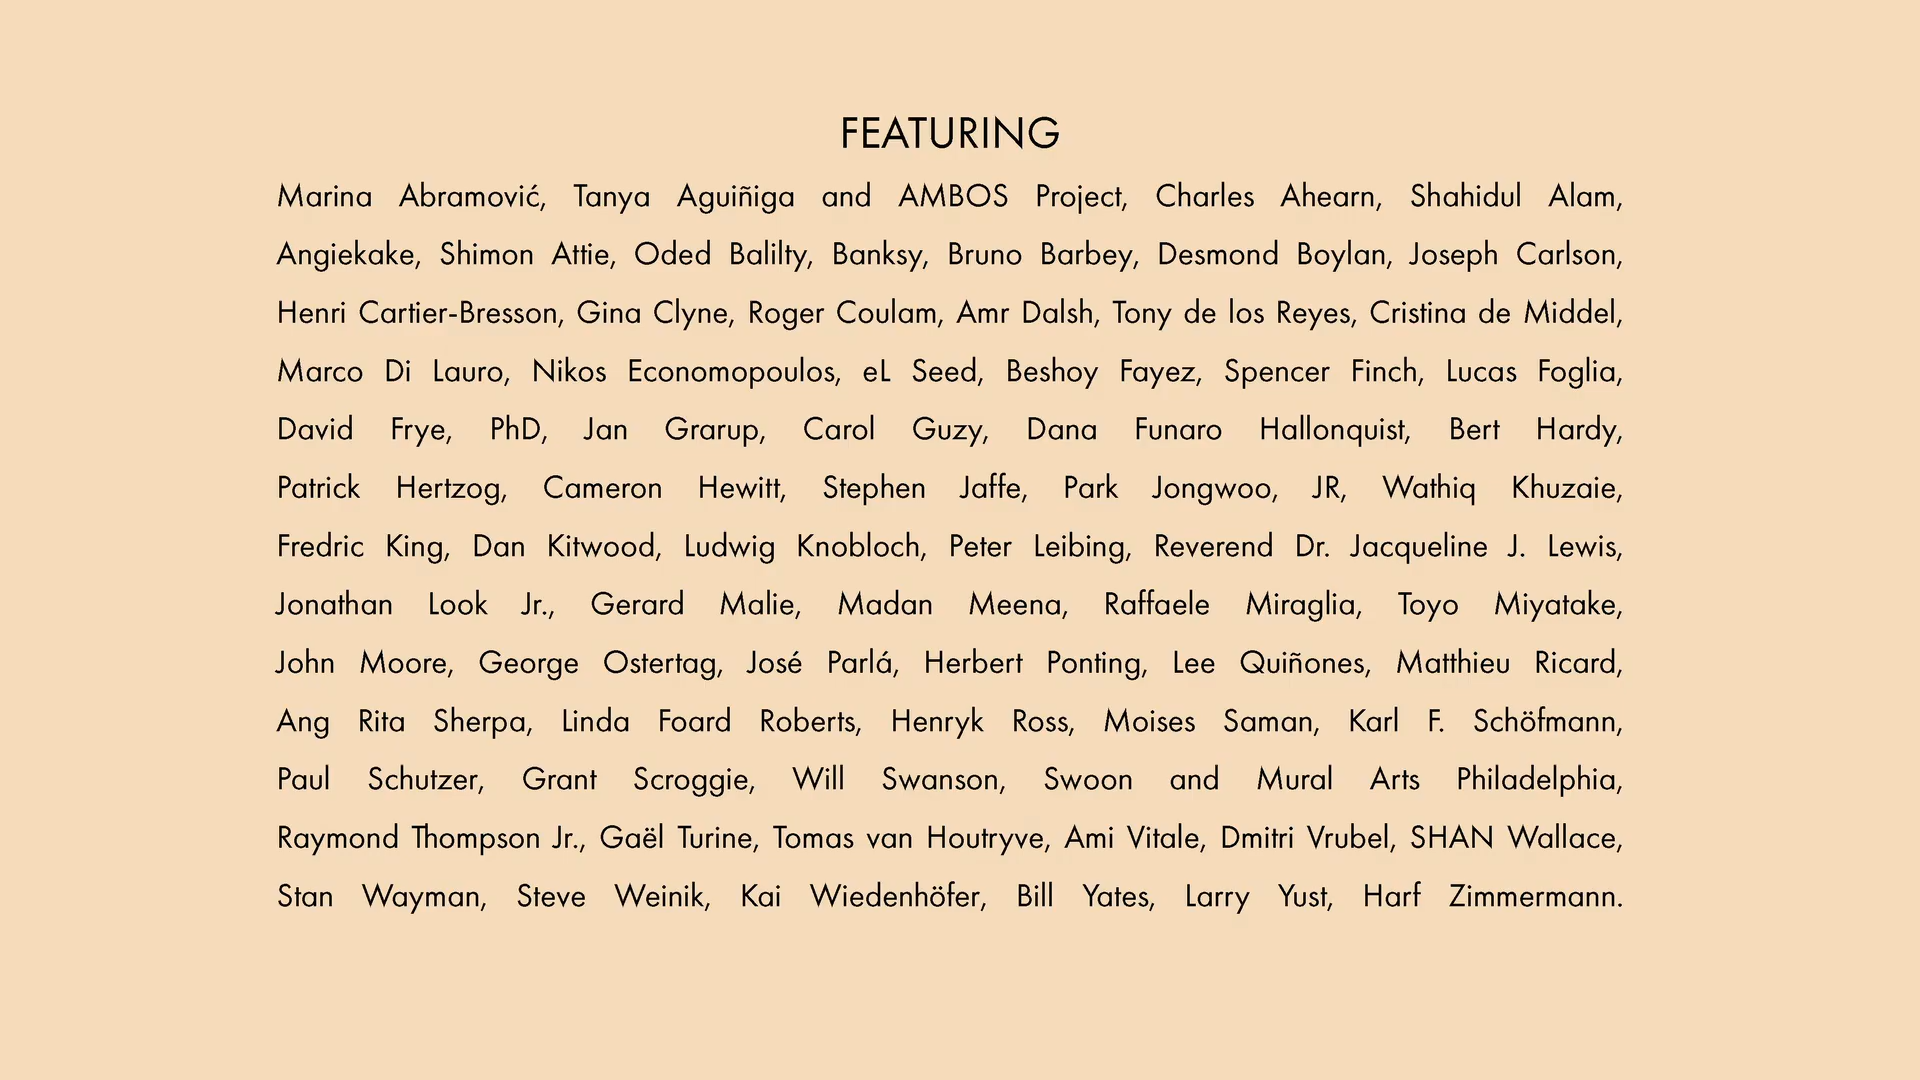 FEATURING
Marina Abramović, Tanya Aguiñiga and AMBOS Project, Charles Ahearn, Shahidul Alam,
Angiekake, Shimon Attie, Oded Balilty, Banksy, Bruno Barbey, Desmond Boylan, Joseph Carlson,
Henri Cartier-Bresson, Gina Clyne, Roger Coulam, Amr Dalsh, Tony de los Reyes, Cristina de Middel,
Marco Di Lauro, Nikos Economopoulos, eL Seed, Beshoy Fayez, Spencer Finch, Lucas Foglia,
David Frye, PhD, Jan Grarup, Carol Guzy, Dana Funaro Hallonquist, Bert Hardy,
Patrick Hertzog, Cameron Hewitt, Stephen Jaffe, Park Jongwoo, JR, Wathiq Khuzaie,
Fredric King, Dan Kitwood, Ludwig Knobloch, Peter Leibing, Reverend Dr. Jacqueline J. Lewis,
Jonathan Look Jr., Gerard Malie, Madan Meena, Raffaele Miraglia, Toyo Miyatake,
John Moore, George Ostertag, José Parlá, Herbert Ponting, Lee Quiñones, Matthieu Ricard,
Ang Rita Sherpa, Linda Foard Roberts, Henryk Ross, Moises Saman, Karl F. Schöfmann,
Paul Schutzer, Grant Scroggie, Will Swanson, Swoon and Mural Arts Philadelphia,
Raymond Thompson Jr., Gaël Turine, Tomas van Houtryve, Ami Vitale, Dmitri Vrubel, SHAN Wallace,
Stan Wayman, Steve Weinik, Kai Wiedenhöfer, Bill Yates, Larry Yust, Harf Zimmermann.